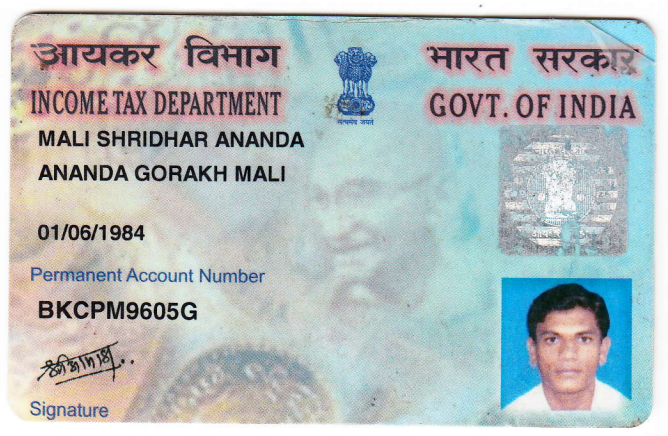 आयकर विभाग
भारत सरकार
INCOME TAX DEPARTMENT
GOVT. OF INDIA
सत्यमेव जयते
MALI SHRIDHAR ANANDA
ANANDA GORAKH MALI
01/06/1984
Permanent Account Number
BKCPM9605G
Signature